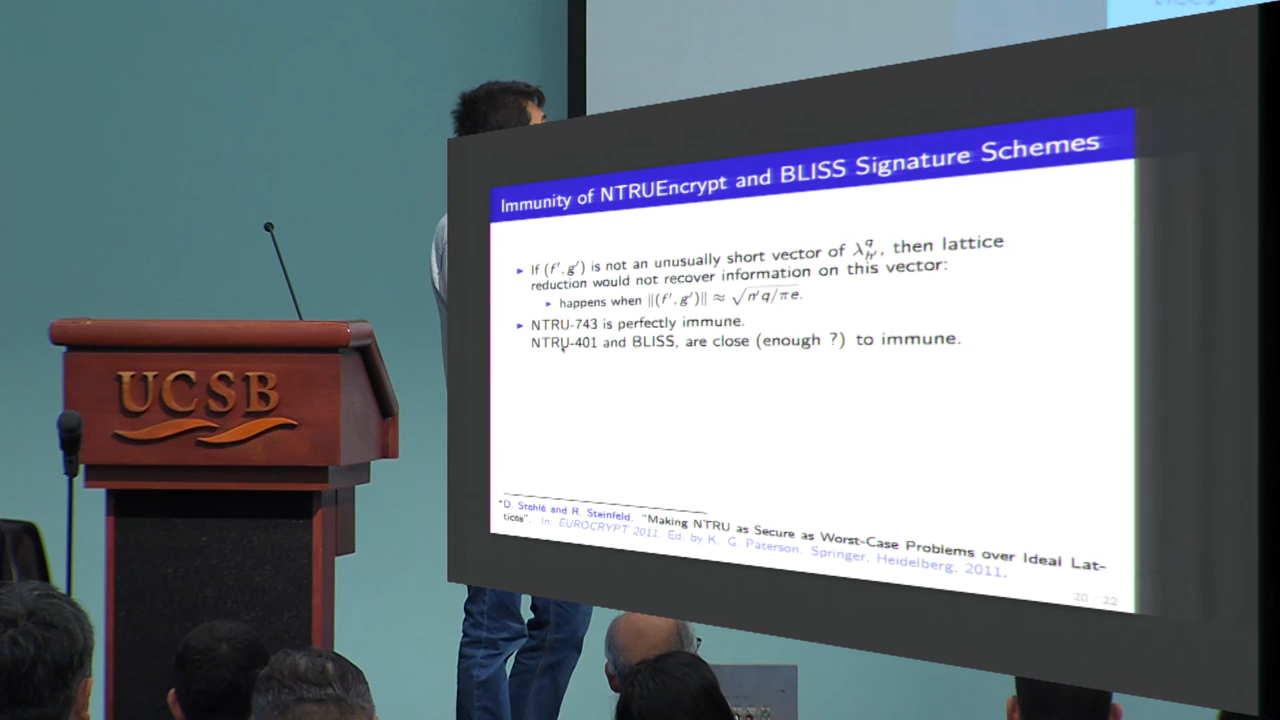 Immunity of NTRUEncrypt and BLISS Signature Schemes
▸ If (f′, g′) is not an unusually short vector of λ^q_h′, then lattice
reduction would not recover information on this vector:
▸ happens when ‖(f′, g′)‖ ≈ √n′q/πe.
▸ NTRU-743 is perfectly immune.
NTRU-401 and BLISS, are close (enough ?) to immune.
*D. Stehlé and R. Steinfeld. "Making NTRU as Secure as Worst-Case Problems over Ideal Lat-
tices". In: EUROCRYPT 2011. Ed. by K. G. Paterson. Springer, Heidelberg, 2011,
20 / 22
UCSB